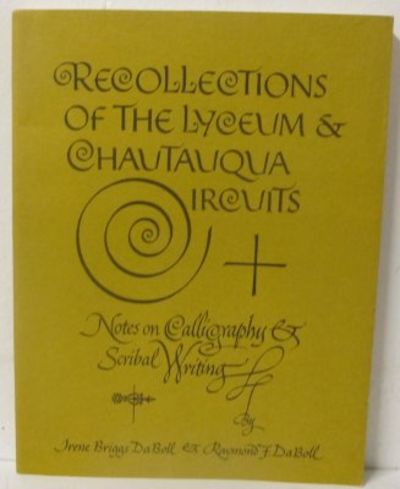 RECOLLECTIONS
OF THE LYCEUM &
CHAUTAUQUA
CIRCUITS
+
Notes on Calligraphy &
Scribal Writing
By
Irene Briggs DaBoll & Raymond F. DaBoll